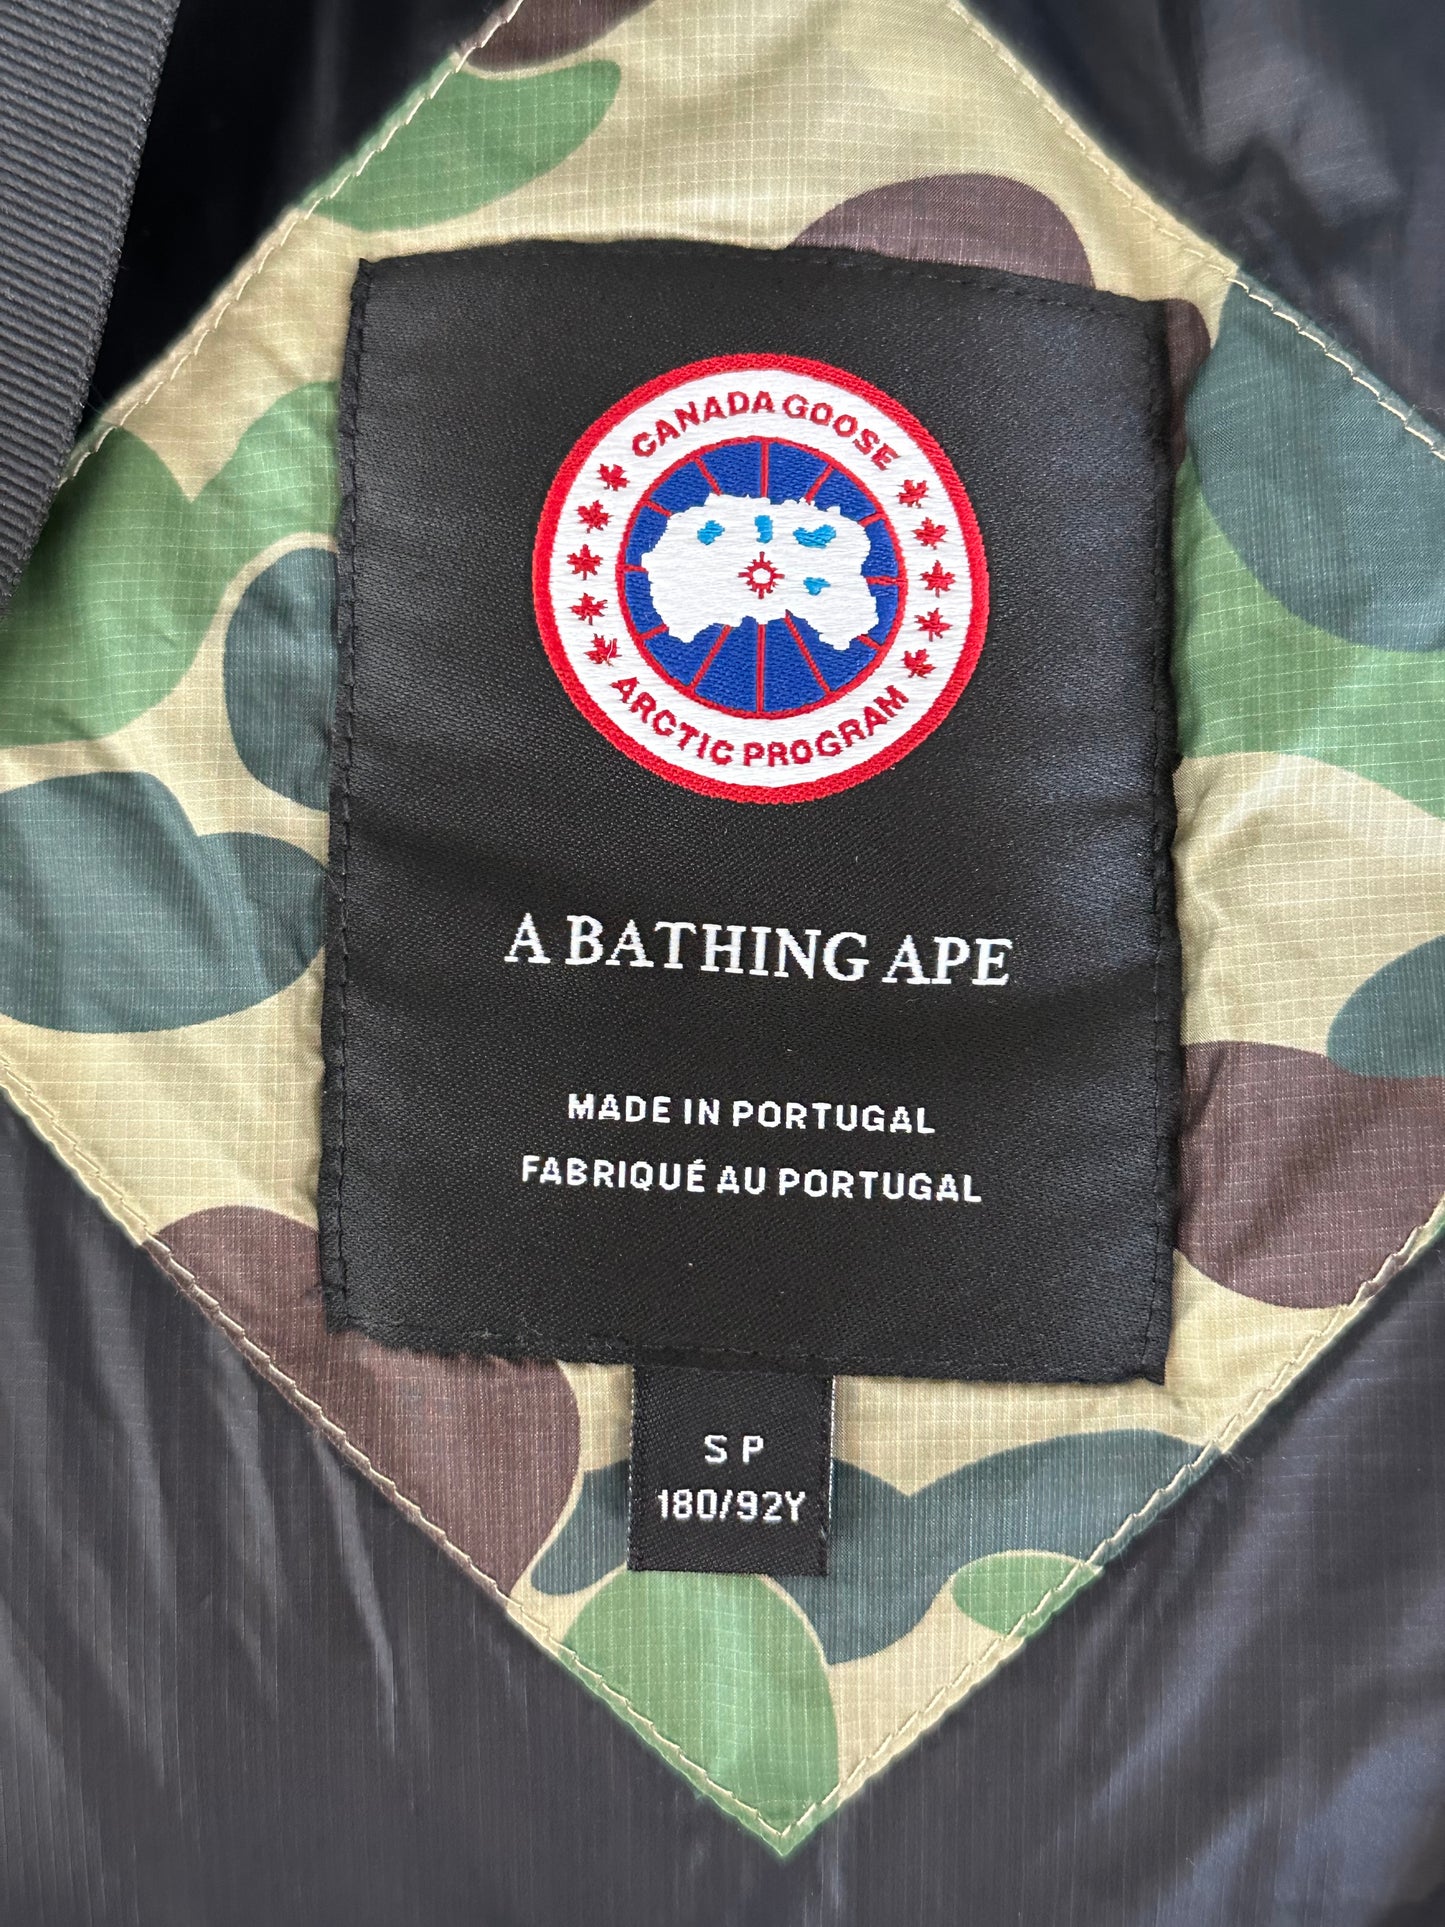 CANADA GOOSE
ARCTIC PROGRAM
A BATHING APE
MADE IN PORTUGAL
FABRIQUÉ AU PORTUGAL
S P
180/92Y